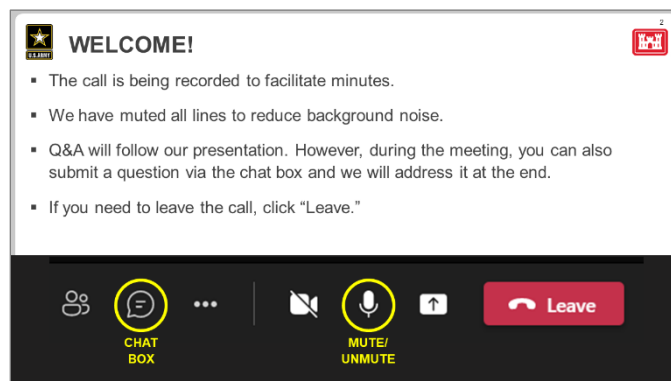 2
U.S. ARMY
WELCOME!
▪ The call is being recorded to facilitate minutes.
▪ We have muted all lines to reduce background noise.
▪ Q&A will follow our presentation. However, during the meeting, you can also
submit a question via the chat box and we will address it at the end.
▪ If you need to leave the call, click “Leave.”
Leave
CHAT
BOX
MUTE/
UNMUTE